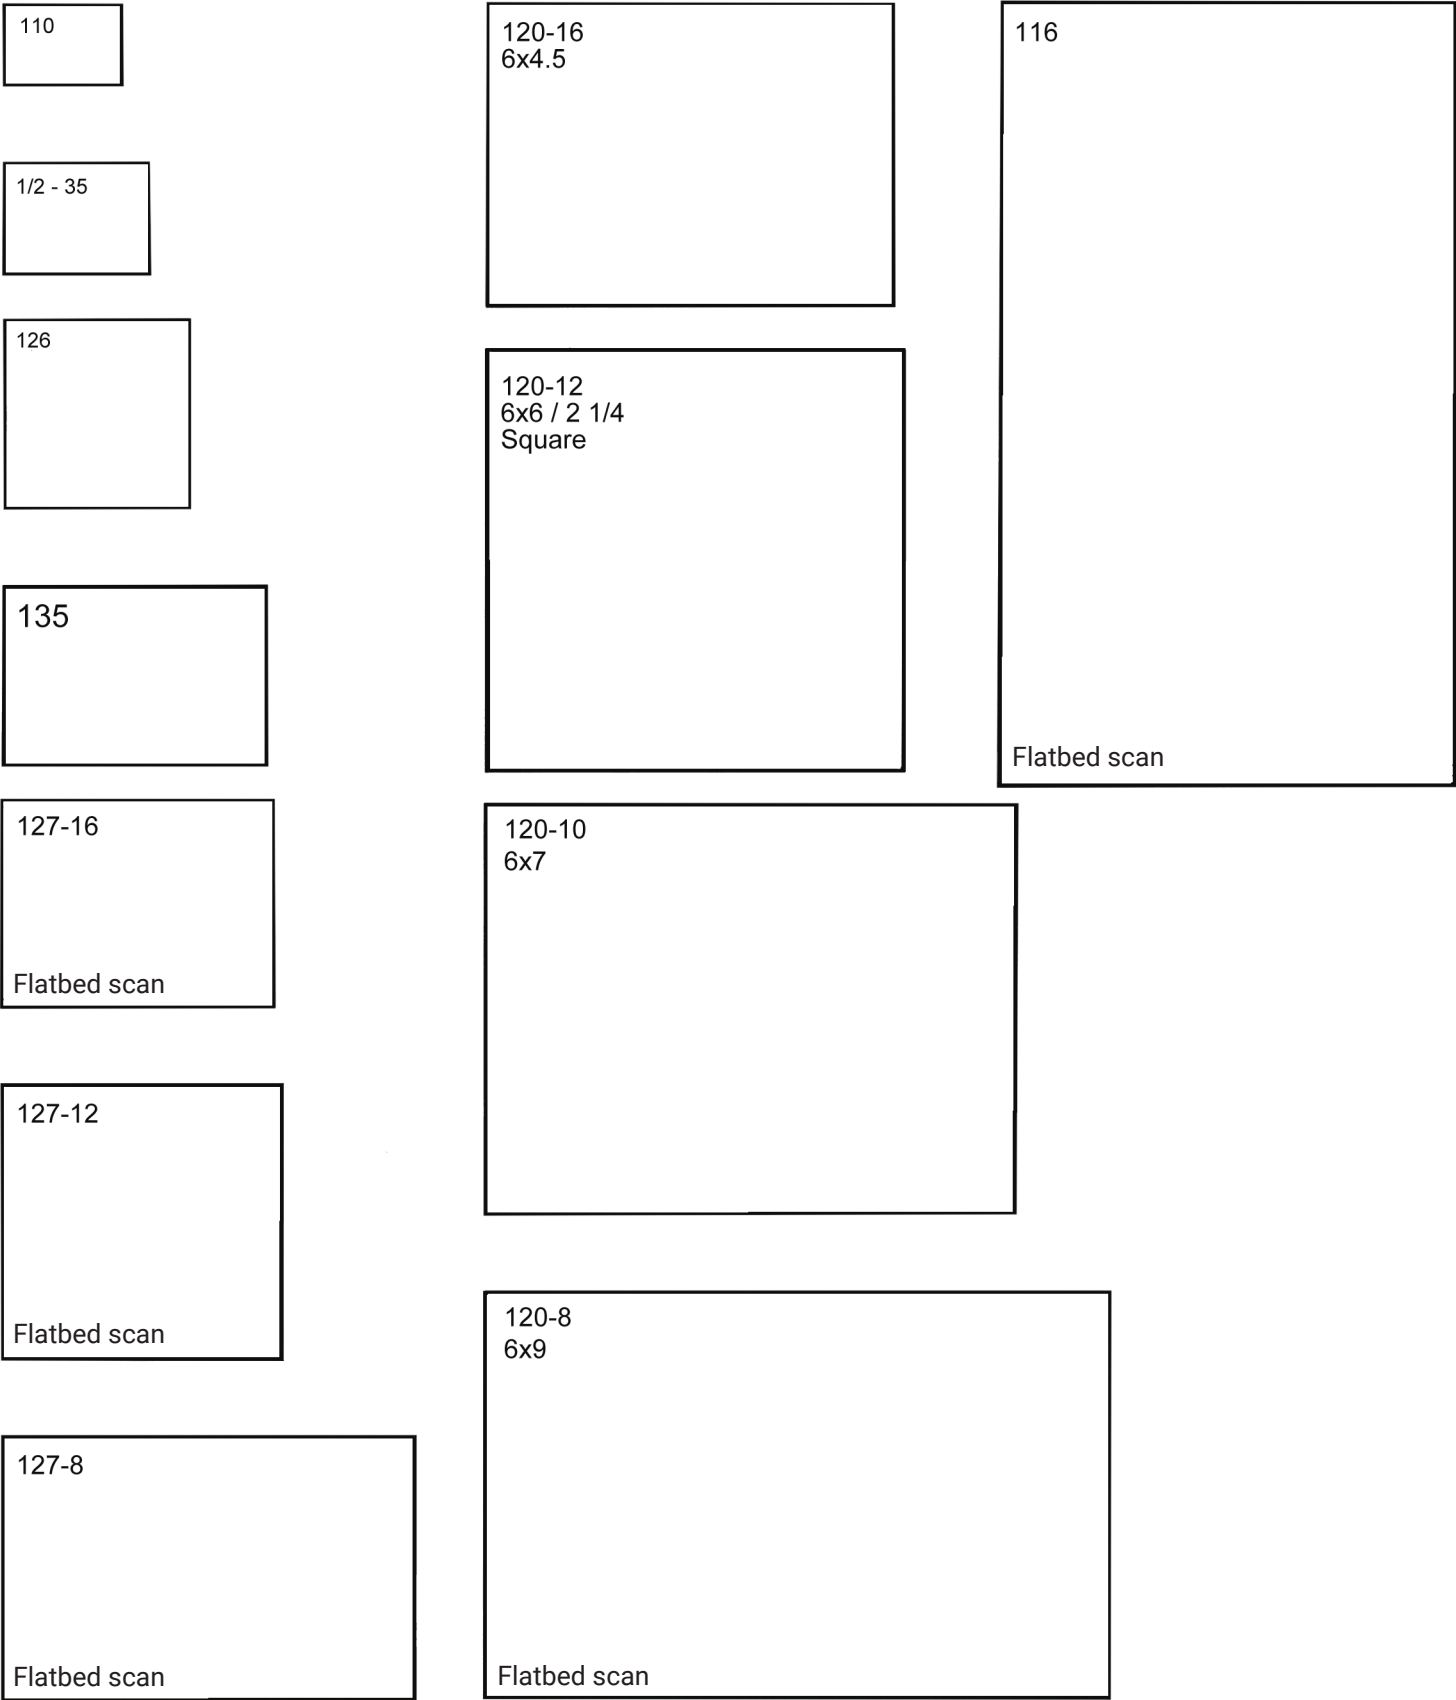 110
1/2 - 35
126
135
127-16
Flatbed scan
127-12
Flatbed scan
127-8
Flatbed scan
120-16
6x4.5
120-12
6x6 / 2 1/4
Square
120-10
6x7
120-8
6x9
Flatbed scan
116
Flatbed scan